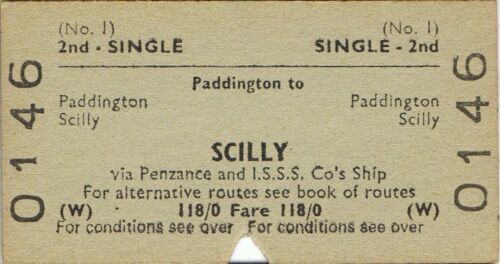 (No. 1) (No. 1)
2nd - SINGLE SINGLE - 2nd
0146 0146
Paddington to
Paddington Paddington
Scilly Scilly
SCILLY
via Penzance and I.S.S.S. Co's Ship
For alternative routes see book of routes
(W) 118/0 Fare 118/0 (W)
For conditions see over For conditions see over